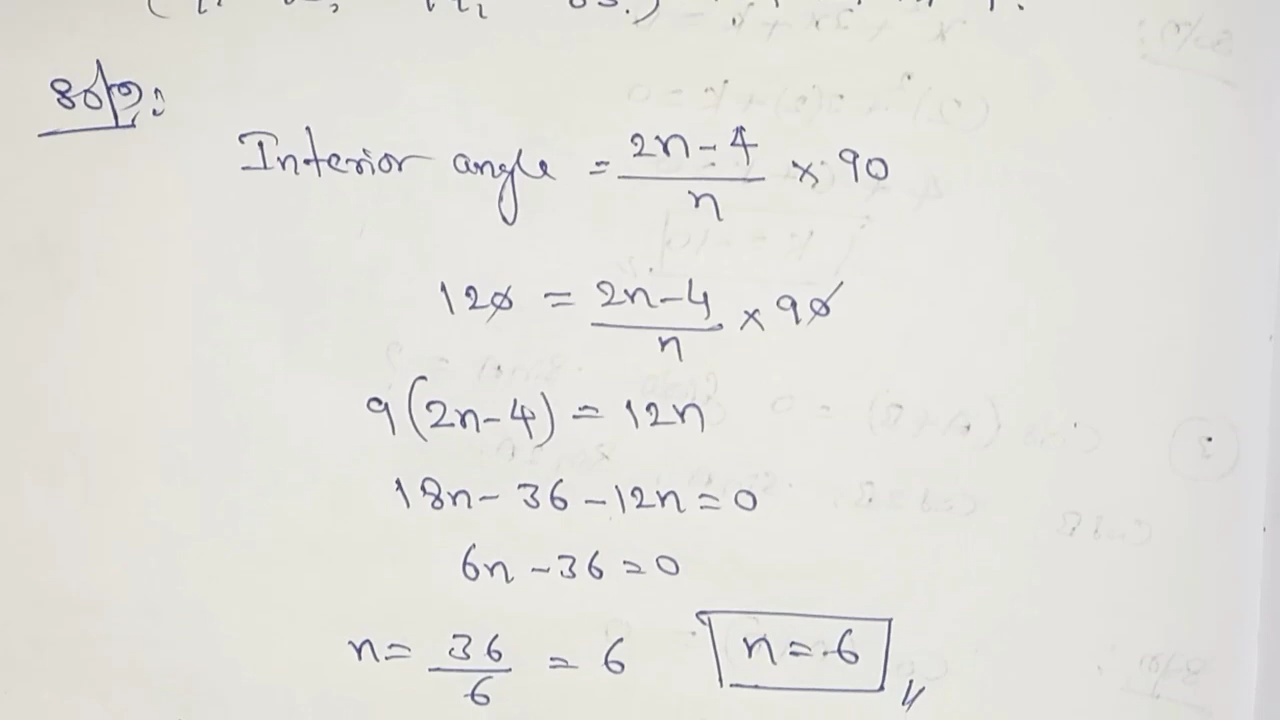 Soln:
Interior angle = 2n-4/n × 90
120 = 2n-4/n × 90
9(2n-4) = 12n
18n - 36 - 12n = 0
6n - 36 = 0
n = 36/6 = 6 n = 6